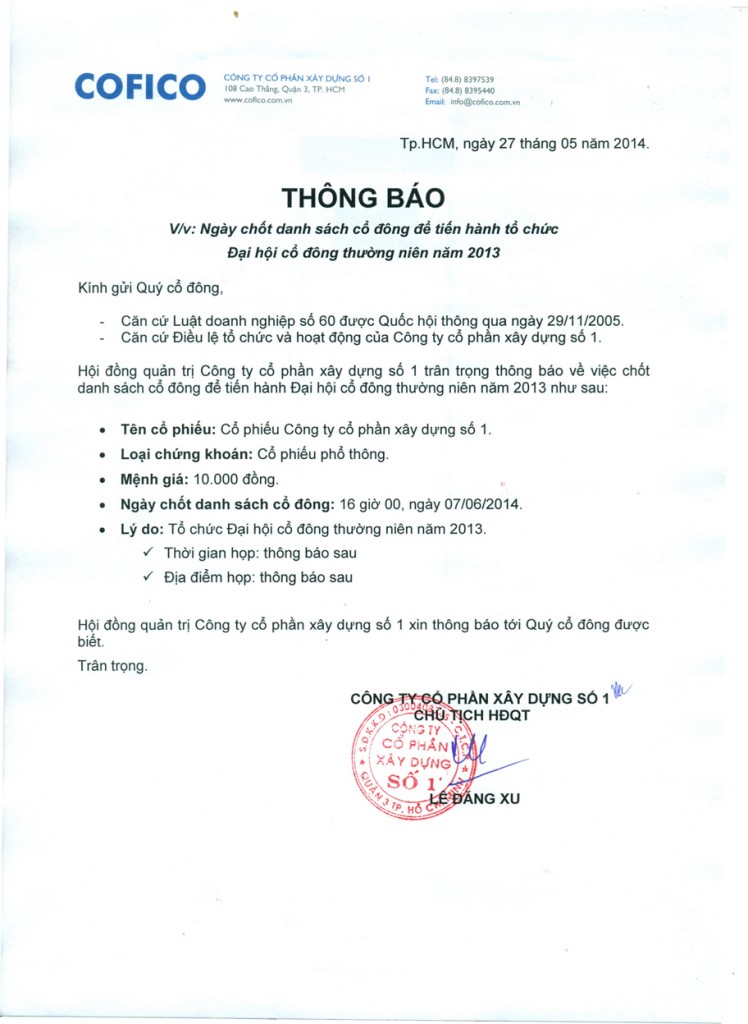 COFICO
CÔNG TY CỔ PHẦN XÂY DỰNG SỐ 1
108 Cao Thắng, Quận 3, TP. HCM
www.cofico.com.vn
Tel: (84.8) 8397539
Fax: (84.8) 8395440
Email: info@cofico.com.vn
Tp.HCM, ngày 27 tháng 05 năm 2014.
THÔNG BÁO
V/v: Ngày chốt danh sách cổ đông để tiến hành tổ chức
Đại hội cổ đông thường niên năm 2013
Kính gửi Quý cổ đông,
- Căn cứ Luật doanh nghiệp số 60 được Quốc hội thông qua ngày 29/11/2005.
- Căn cứ Điều lệ tổ chức và hoạt động của Công ty cổ phần xây dựng số 1.
Hội đồng quản trị Công ty cổ phần xây dựng số 1 trân trọng thông báo về việc chốt
danh sách cổ đông để tiến hành Đại hội cổ đông thường niên năm 2013 như sau:
• Tên cổ phiếu: Cổ phiếu Công ty cổ phần xây dựng số 1.
• Loại chứng khoán: Cổ phiếu phổ thông.
• Mệnh giá: 10.000 đồng.
• Ngày chốt danh sách cổ đông: 16 giờ 00, ngày 07/06/2014.
• Lý do: Tổ chức Đại hội cổ đông thường niên năm 2013.
✓ Thời gian họp: thông báo sau
✓ Địa điểm họp: thông báo sau
Hội đồng quản trị Công ty cổ phần xây dựng số 1 xin thông báo tới Quý cổ đông được
biết.
Trân trọng.
CÔNG TY CỔ PHẦN XÂY DỰNG SỐ 1
CHỦ TỊCH HĐQT
CÔNG TY
CỔ PHẦN
XÂY DỰNG
SỐ 1
QUẬN 3 TP. HỒ CHÍ MINH
LÊ ĐĂNG XU